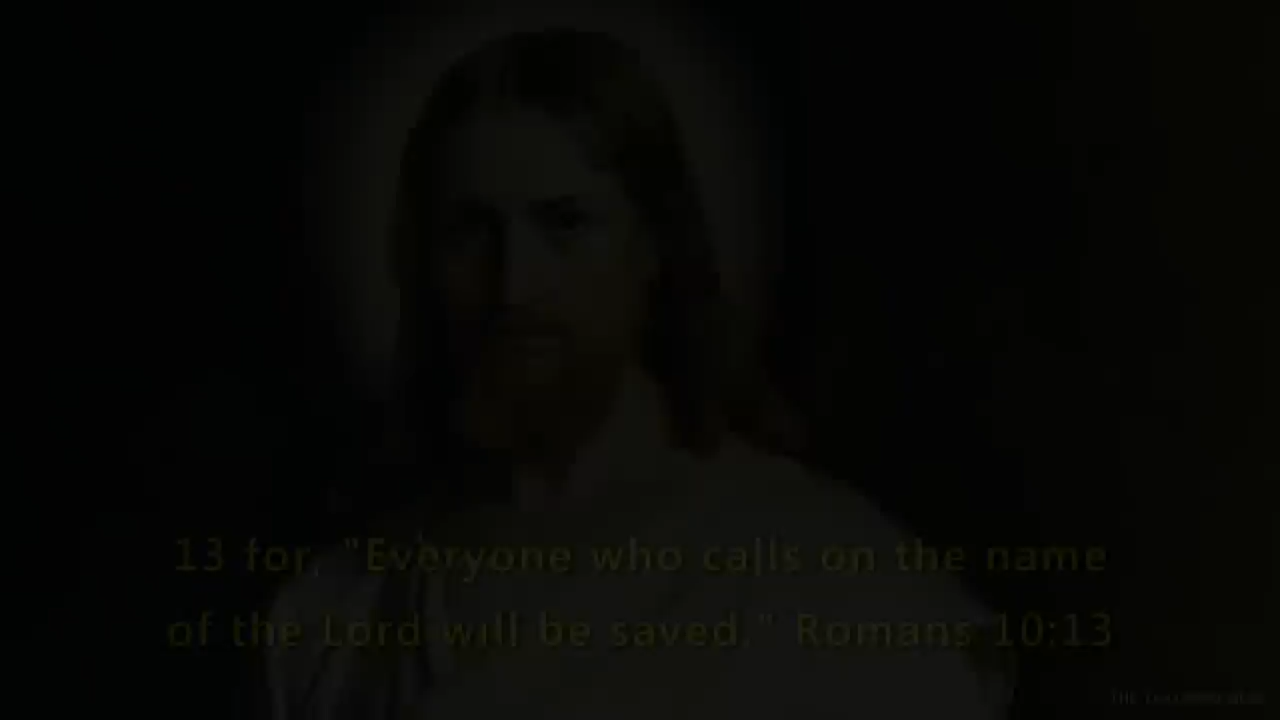 13 for, "Everyone who calls on the name
of the Lord will be saved." Romans 10:13